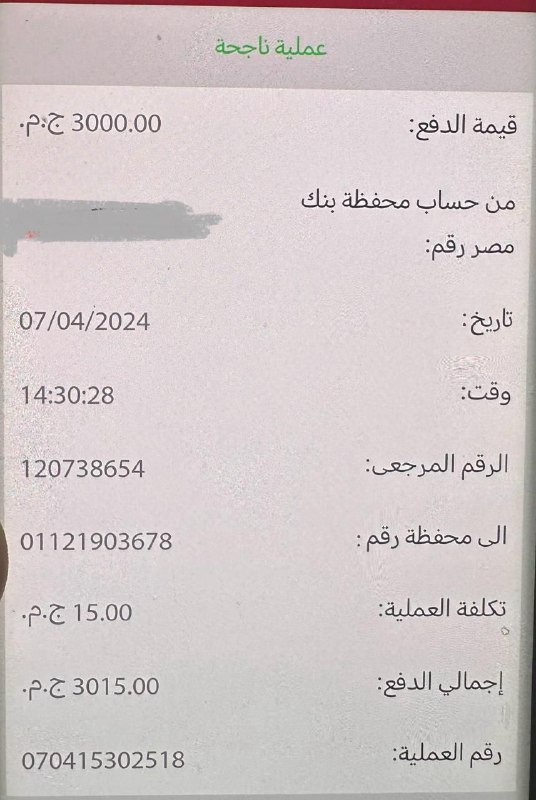 عملية ناجحة
قيمة الدفع: 3000.00 ج.م.
من حساب محفظة بنك
مصر رقم:
تاريخ: 07/04/2024
وقت: 14:30:28
الرقم المرجعى: 120738654
الى محفظة رقم : 01121903678
تكلفة العملية: 15.00 ج.م.
إجمالي الدفع: 3015.00 ج.م.
رقم العملية: 070415302518